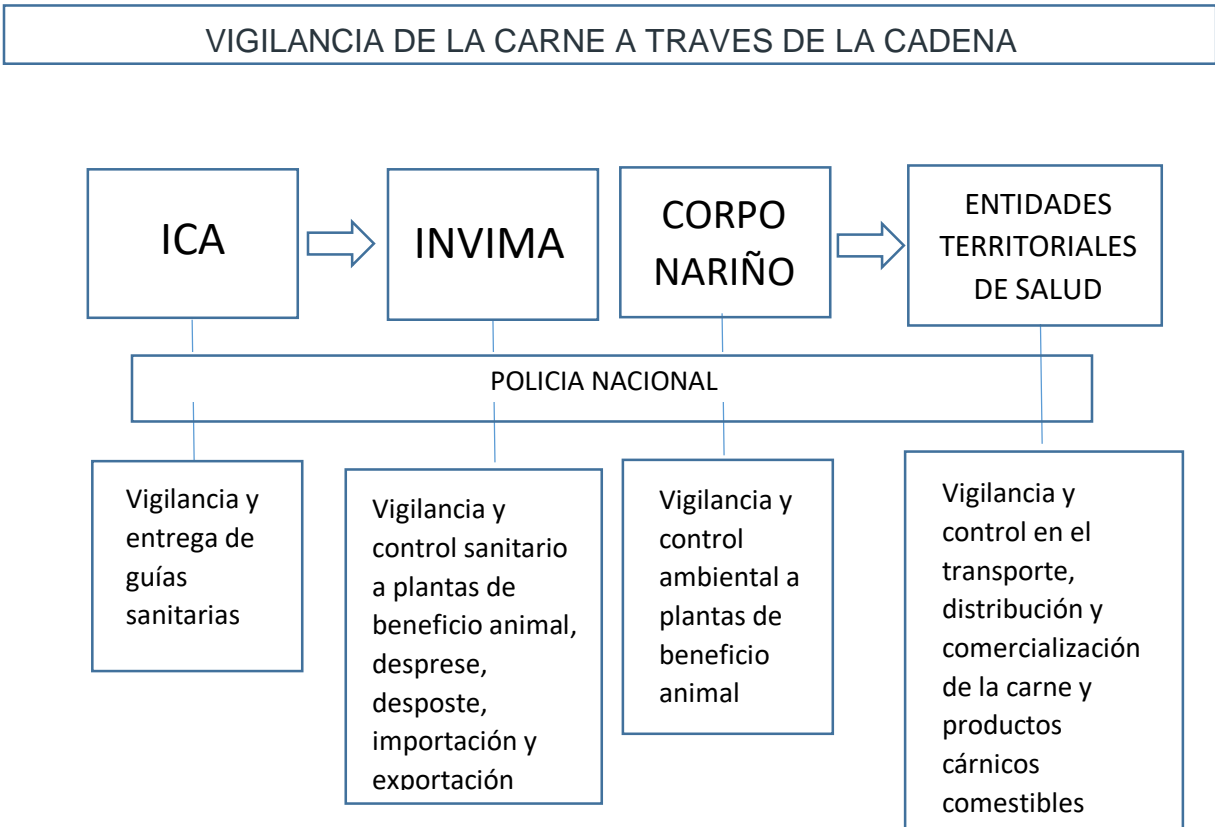 VIGILANCIA DE LA CARNE A TRAVES DE LA CADENA
ICA
INVIMA
CORPO
NARIÑO
ENTIDADES
TERRITORIALES
DE SALUD
POLICIA NACIONAL
Vigilancia y
entrega de
guías
sanitarias
Vigilancia y
control sanitario
a plantas de
beneficio animal,
desprese,
desposte,
importación y
exportación
Vigilancia y
control
ambiental a
plantas de
beneficio
animal
Vigilancia y
control en el
transporte,
distribución y
comercialización
de la carne y
productos
cárnicos
comestibles